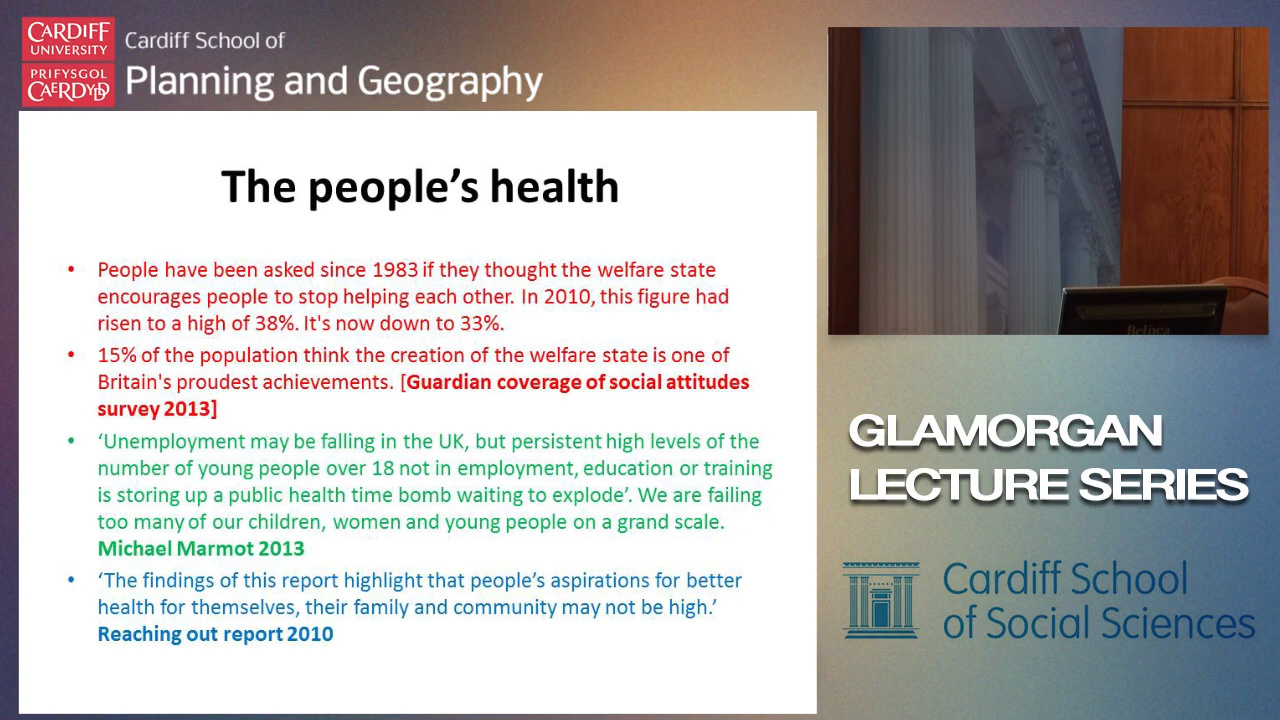 CARDIFF
UNIVERSITY
PRIFYSGOL
CAERDYDD
Cardiff School of
Planning and Geography
The people’s health
• People have been asked since 1983 if they thought the welfare state
encourages people to stop helping each other. In 2010, this figure had
risen to a high of 38%. It's now down to 33%.
• 15% of the population think the creation of the welfare state is one of
Britain's proudest achievements. [Guardian coverage of social attitudes
survey 2013]
• ‘Unemployment may be falling in the UK, but persistent high levels of the
number of young people over 18 not in employment, education or training
is storing up a public health time bomb waiting to explode’. We are failing
too many of our children, women and young people on a grand scale.
Michael Marmot 2013
• ‘The findings of this report highlight that people’s aspirations for better
health for themselves, their family and community may not be high.’
Reaching out report 2010
Belinea
GLAMORGAN
LECTURE SERIES
Cardiff School
of Social Sciences